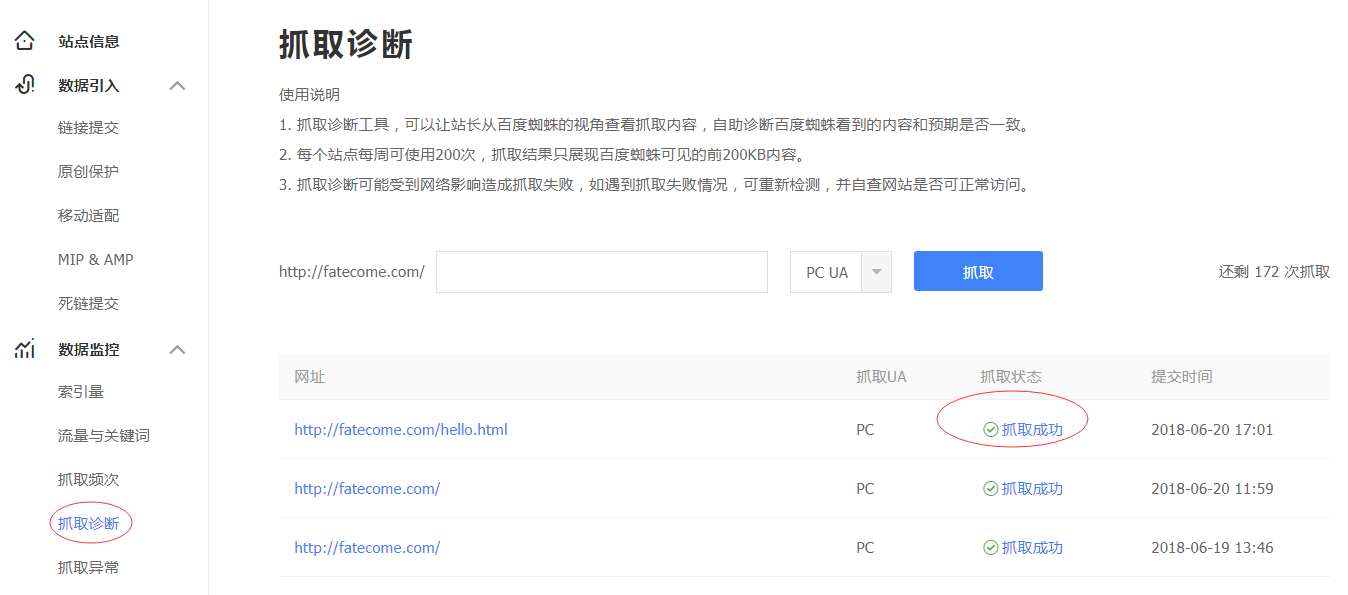 站点信息
数据引入
链接提交
原创保护
移动适配
MIP & AMP
死链提交
数据监控
索引量
流量与关键词
抓取频次
抓取诊断
抓取异常
抓取诊断
使用说明
1. 抓取诊断工具，可以让站长从百度蜘蛛的视角查看抓取内容，自助诊断百度蜘蛛看到的内容和预期是否一致。
2. 每个站点每周可使用200次，抓取结果只展现百度蜘蛛可见的前200KB内容。
3. 抓取诊断可能受到网络影响造成抓取失败，如遇到抓取失败情况，可重新检测，并自查网站是否可正常访问。
http://fatecome.com/ PC UA 抓取 还剩 172 次抓取
网址 抓取UA 抓取状态 提交时间
http://fatecome.com/hello.html PC 抓取成功 2018-06-20 17:01
http://fatecome.com/ PC 抓取成功 2018-06-20 11:59
http://fatecome.com/ PC 抓取成功 2018-06-19 13:46